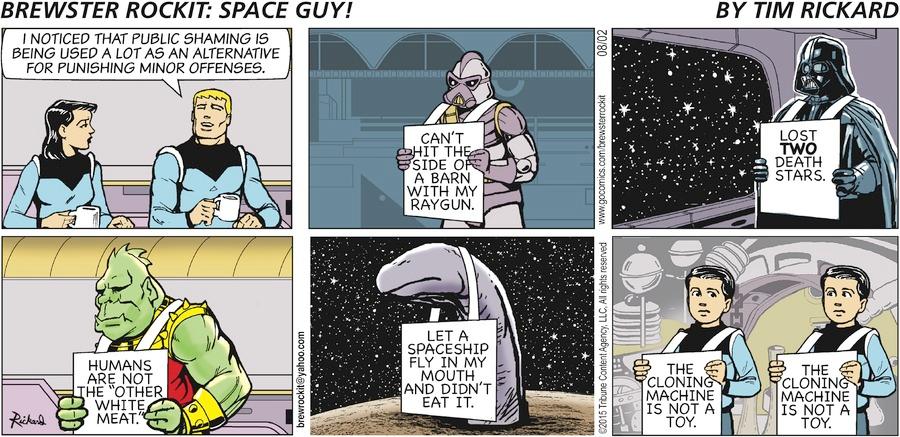 BREWSTER ROCKIT: SPACE GUY!
BY TIM RICKARD
I NOTICED THAT PUBLIC SHAMING IS
BEING USED A LOT AS AN ALTERNATIVE
FOR PUNISHING MINOR OFFENSES.
CAN'T
HIT THE
SIDE OF
A BARN
WITH MY
RAYGUN.
08/02
www.gocomics.com/brewsterrockit
LOST
TWO
DEATH
STARS.
HUMANS
ARE NOT
THE "OTHER
WHITE
MEAT."
Rickard
brewrockit@yahoo.com
LET A
SPACESHIP
FLY IN MY
MOUTH
AND DIDN'T
EAT IT.
©2015 Tribune Content Agency, LLC. All rights reserved
THE
CLONING
MACHINE
IS NOT A
TOY.
THE
CLONING
MACHINE
IS NOT A
TOY.